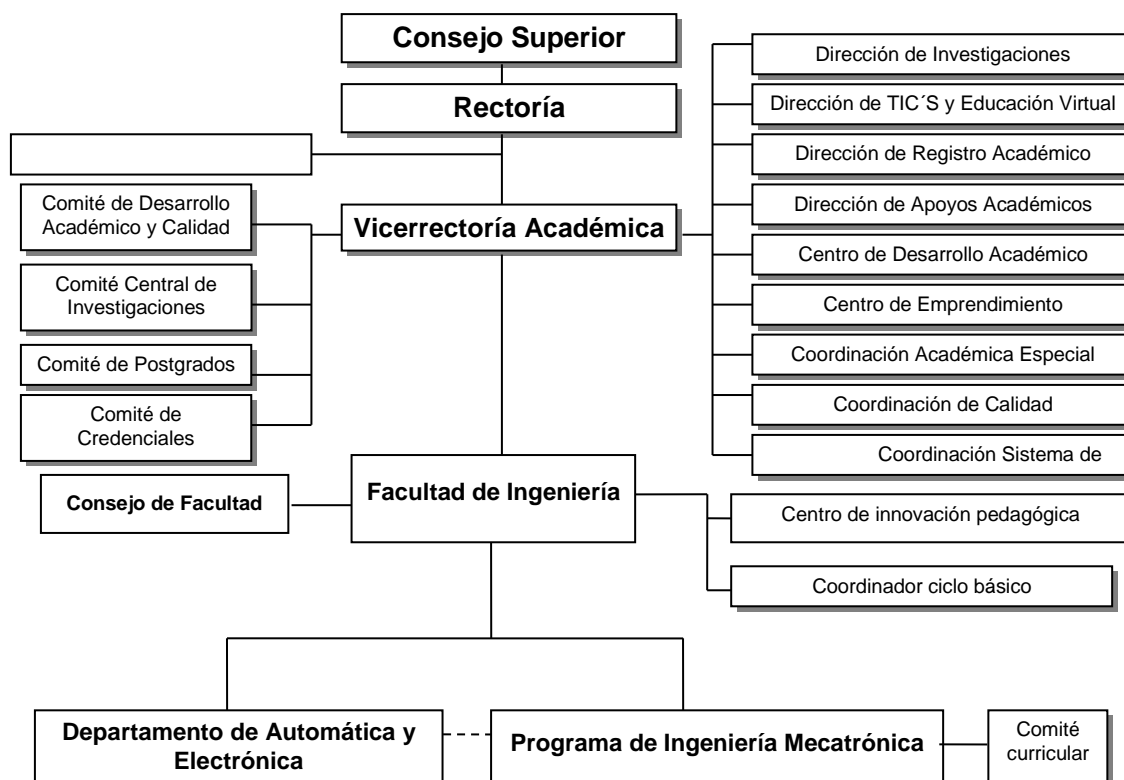 Consejo Superior
Rectoría
Dirección de Investigaciones
Dirección de TIC´S y Educación Virtual
Dirección de Registro Académico
Comité de Desarrollo
Académico y Calidad
Vicerrectoría Académica
Dirección de Apoyos Académicos
Centro de Desarrollo Académico
Comité Central de
Investigaciones
Centro de Emprendimiento
Comité de Postgrados
Coordinación Académica Especial
Comité de
Credenciales
Coordinación de Calidad
Coordinación Sistema de
Consejo de Facultad
Facultad de Ingeniería
Centro de innovación pedagógica
Coordinador ciclo básico
Departamento de Automática y
Electrónica
Programa de Ingeniería Mecatrónica
Comité
curricular